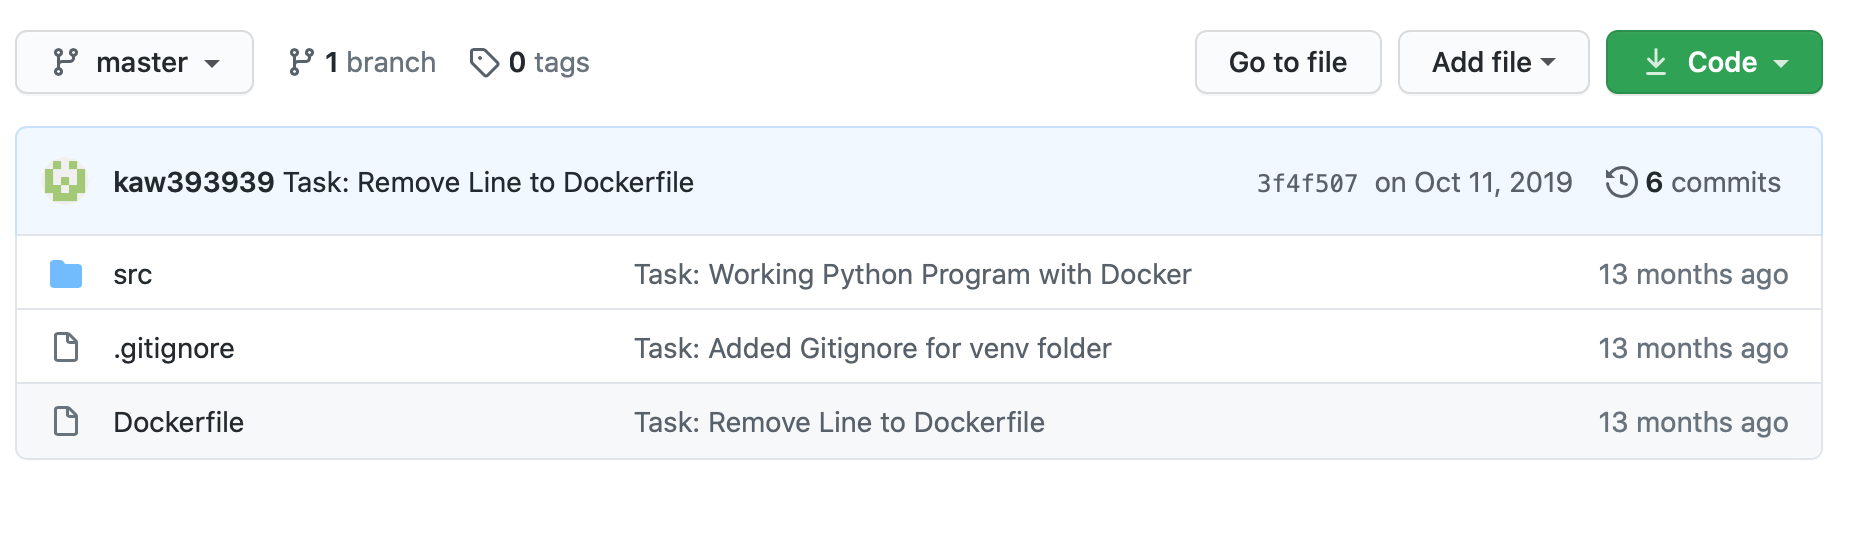 master 1 branch 0 tags Go to file Add file Code
kaw393939 Task: Remove Line to Dockerfile 3f4f507 on Oct 11, 2019 6 commits
src Task: Working Python Program with Docker 13 months ago
.gitignore Task: Added Gitignore for venv folder 13 months ago
Dockerfile Task: Remove Line to Dockerfile 13 months ago